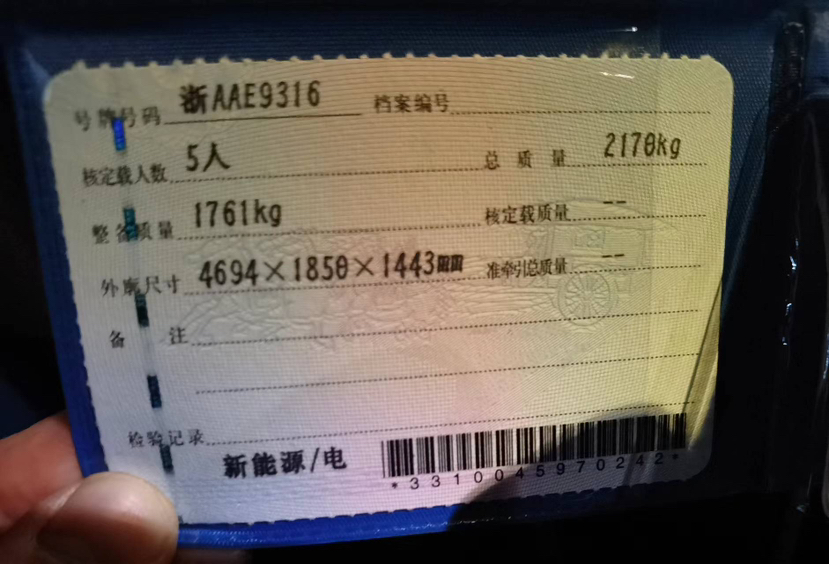 号牌号码 浙AAE9316 档案编号
核定载人数 5人 总质量 2170kg
整备质量 1761kg 核定载质量 --
外廓尺寸 4694×1850×1443mm 准牵引总质量 --
备注
检验记录
新能源/电
*3310045970242*